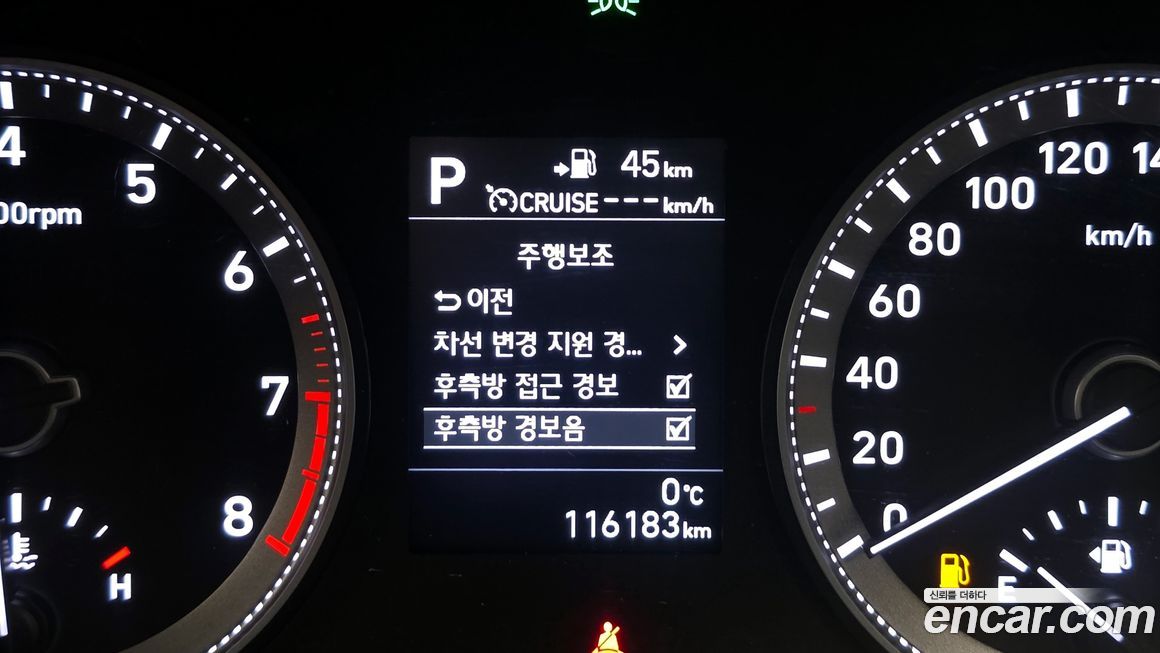 4
5
6
7
8
00rpm
H
P 45km
CRUISE ---km/h
주행보조
이전
차선 변경 지원 경...
후측방 접근 경보
후측방 경보음
0°C
116183km
0
20
40
60
80
100
120
14
km/h
E
신뢰를 더하다
encar.com